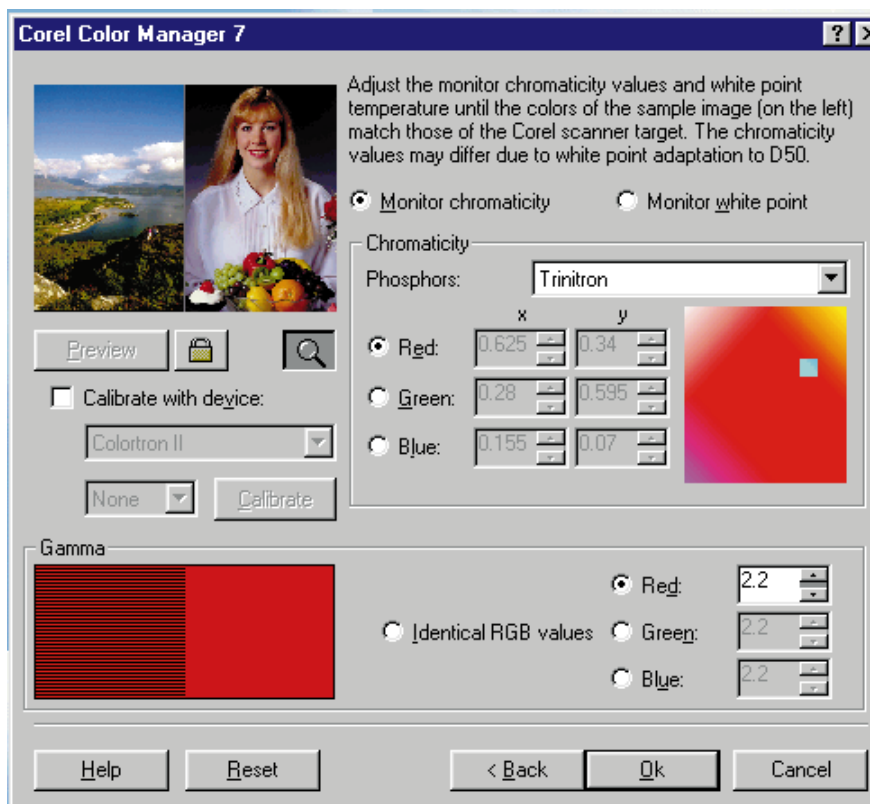 Corel Color Manager 7
Adjust the monitor chromaticity values and white point
temperature until the colors of the sample image (on the left)
match those of the Corel scanner target. The chromaticity
values may differ due to white point adaptation to D50.
Monitor chromaticity
Monitor white point
Chromaticity
Phosphors: Trinitron
x y
Red: 0.625 0.34
Green: 0.28 0.595
Blue: 0.155 0.07
Preview
Calibrate with device:
Colortron II
None Calibrate
Gamma
Identical RGB values
Red: 2.2
Green: 2.2
Blue: 2.2
Help Reset < Back Ok Cancel